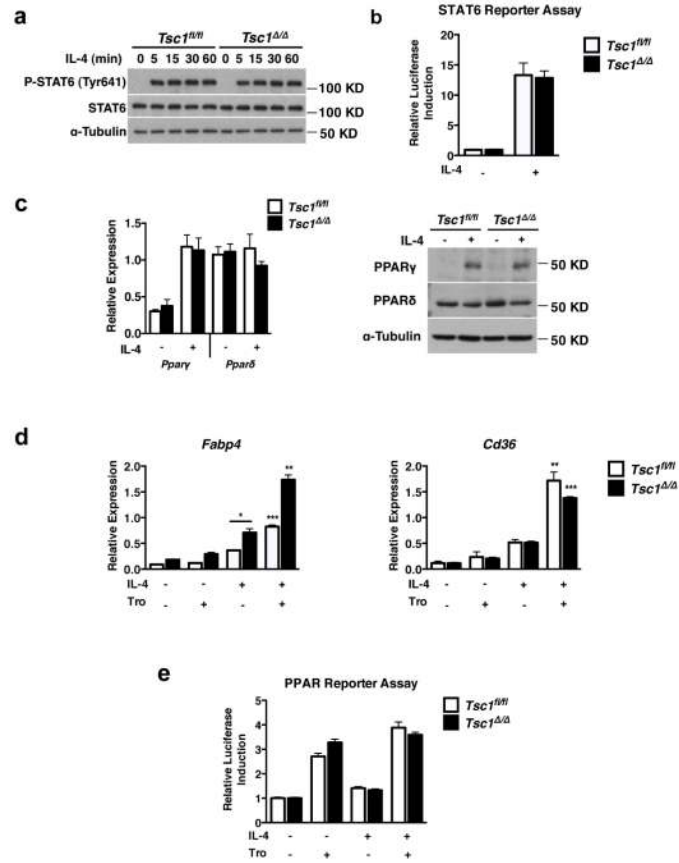 a
Tsc1fl/fl Tsc1Δ/Δ
IL-4 (min) 0 5 15 30 60 0 5 15 30 60
P-STAT6 (Tyr641)
100 KD
STAT6
100 KD
α-Tubulin
50 KD
b
STAT6 Reporter Assay
Relative Luciferase
Induction
20
15
10
5
0
IL-4 - +
Tsc1fl/fl
Tsc1Δ/Δ
c
Relative Expression
1.5
1.0
0.5
0.0
IL-4 - + - +
Pparγ Pparδ
Tsc1fl/fl
Tsc1Δ/Δ
Tsc1fl/fl Tsc1Δ/Δ
IL-4 - + - +
PPARγ 50 KD
PPARδ 50 KD
α-Tubulin 50 KD
d
Fabp4
Relative Expression
2.0
1.5
1.0
0.5
0.0
* *** **
IL-4 - - + +
Tro - + - +
Cd36
Relative Expression
2.0
1.5
1.0
0.5
0.0
** ***
IL-4 - - + +
Tro - + - +
Tsc1fl/fl
Tsc1Δ/Δ
e
PPAR Reporter Assay
Relative Luciferase
Induction
5
4
3
2
1
0
IL-4 - - + +
Tro - + - +
Tsc1fl/fl
Tsc1Δ/Δ